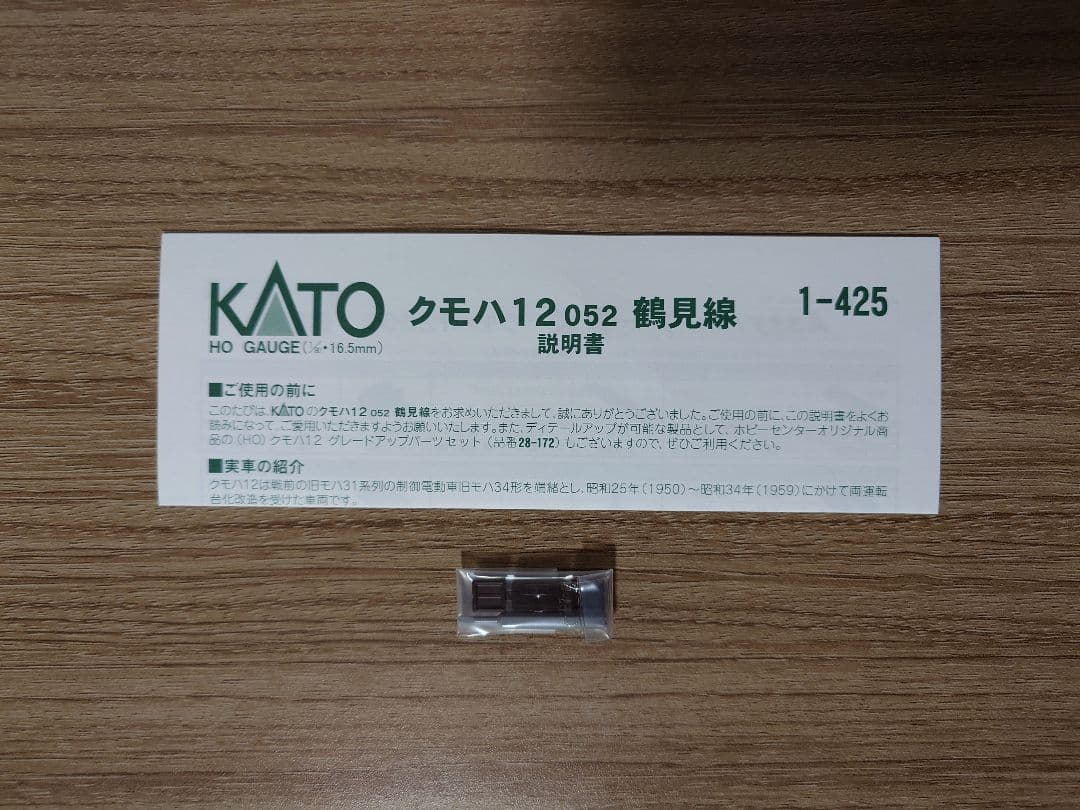 KATO クモハ12 052 鶴見線 1-425
HO GAUGE(1/80・16.5mm) 説明書
■ご使用の前に
このたびは、KATOのクモハ12 052 鶴見線をお求めいただきまして、誠にありがとうございました。ご使用の前に、この説明書をよくお
読みになって、ご愛用いただきますようお願いいたします。また、ディテールアップが可能な製品として、ホビーセンターオリジナル商
品の(HO)クモハ12 グレードアップパーツセット(品番28-172)もございますので、ぜひご利用ください。
■実車の紹介
クモハ12は戦前の旧モハ31系列の制御電動車旧モハ34形を端緒とし、昭和25年(1950)～昭和34年(1959)にかけて両運転
台化改造を受けた車両です。